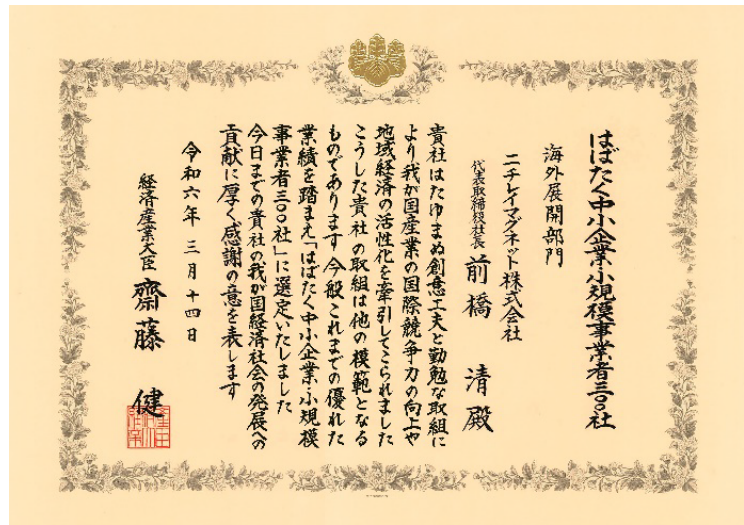 はばたく中小企業・小規模事業者三〇〇社
海外展開部門
ニチレイマグネット株式会社
代表取締役社長 前橋 清 殿
貴社はたゆまぬ創意工夫と勤勉な取組に
より我が国産業の国際競争力の向上や
地域経済の活性化を牽引してこられました
こうした貴社の取組は他の模範となる
ものであります 今般これまでの優れた
業績を踏まえ「はばたく中小企業・小規模
事業者三〇〇社」に選定いたしました
今日までの貴社の我が国経済社会の発展への
貢献に厚く感謝の意を表します
令和六年 三月十四日
経済産業大臣 齋藤 健